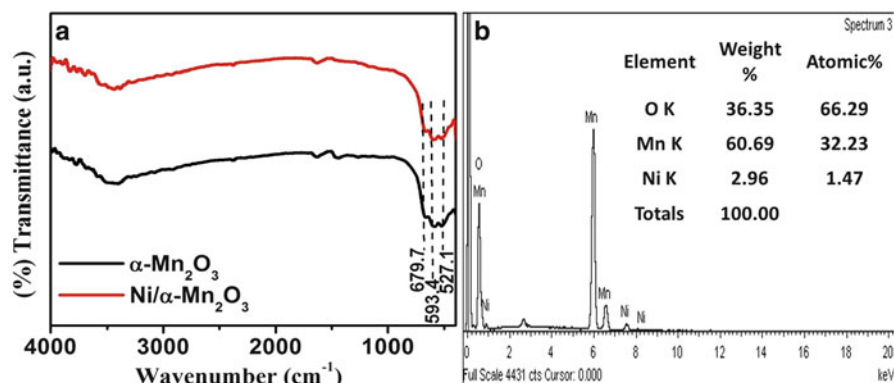 a
(%) Transmittance (a.u.)
α-Mn₂O₃
Ni/α-Mn₂O₃
679.7
593.4
527.1
4000 3000 2000 1000
Wavenumber (cm⁻¹)
b
Spectrum 3
Element Weight % Atomic%
O K 36.35 66.29
Mn K 60.69 32.23
Ni K 2.96 1.47
Totals 100.00
Mn
O
Mn
Ni
Mn
Ni
Ni
0 2 4 6 8 10 12 14 16 18 20
Full Scale 4431 cts Cursor: 0.000
keV